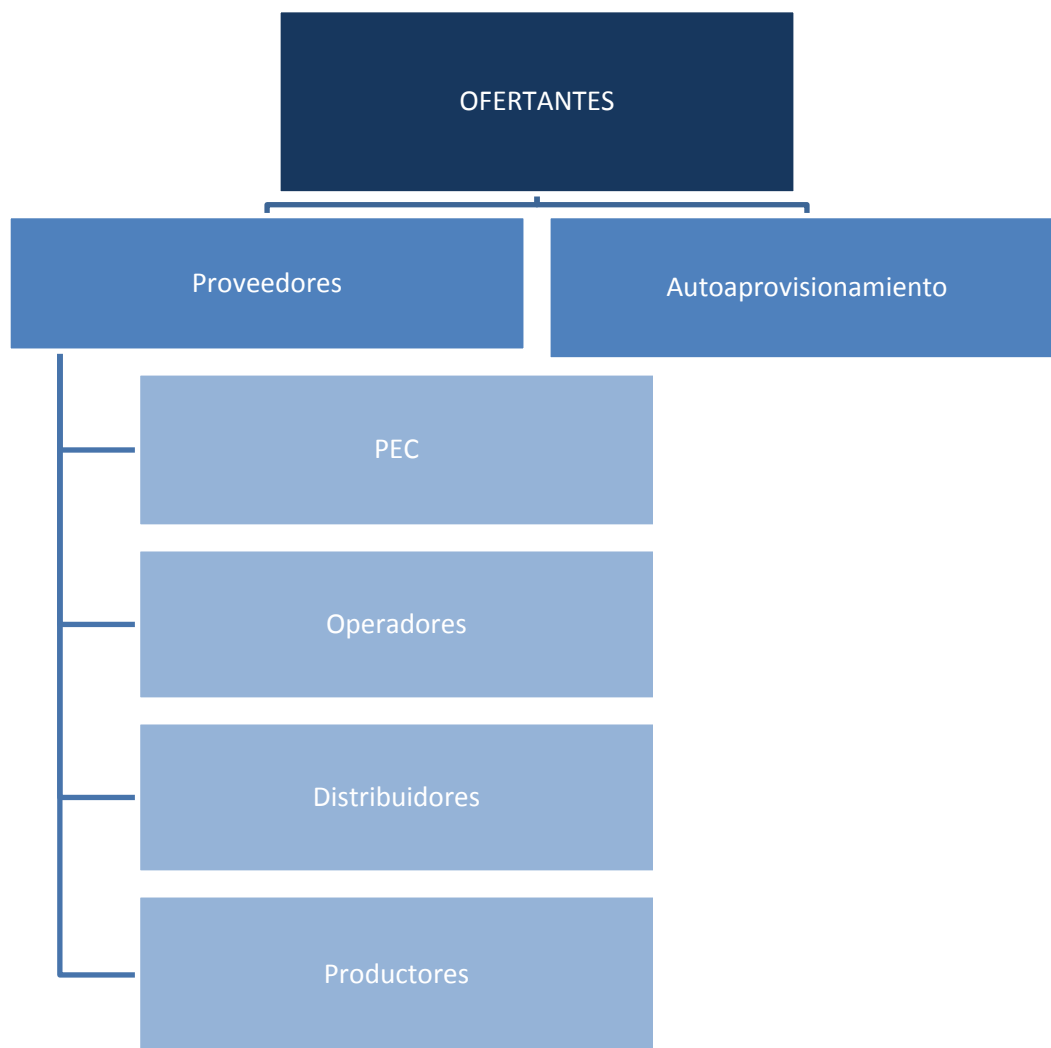 OFERTANTES
Proveedores
Autoaprovisionamiento
PEC
Operadores
Distribuidores
Productores